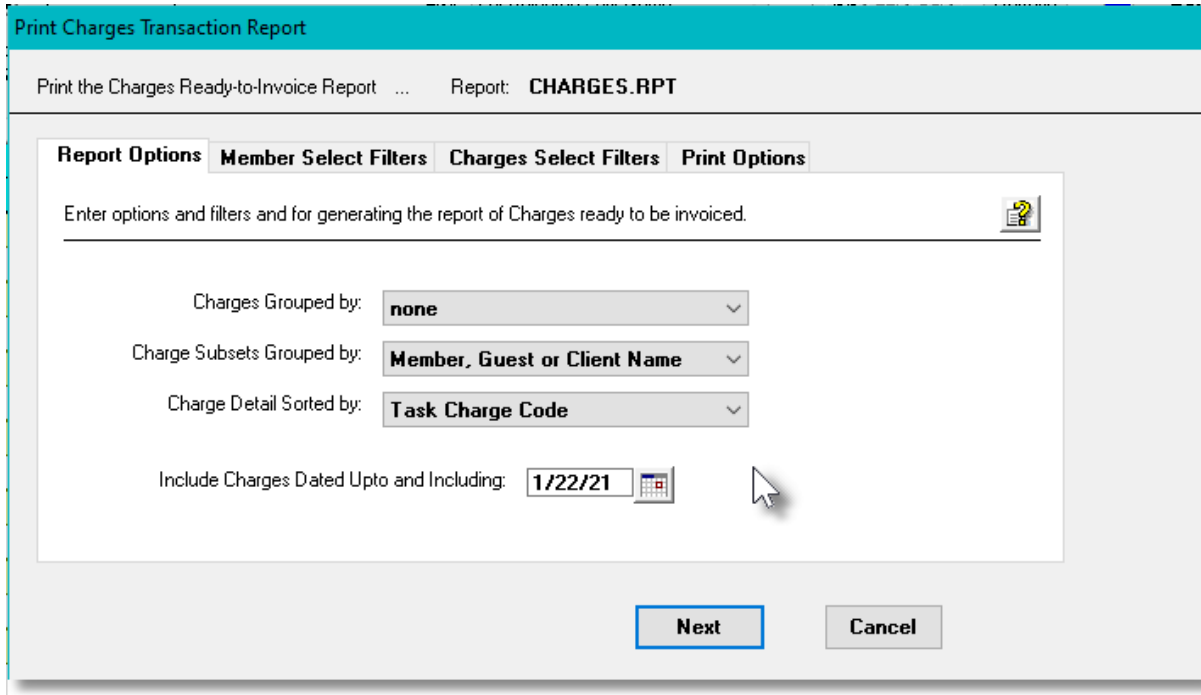 Print Charges Transaction Report
Print the Charges Ready-to-Invoice Report ... Report: CHARGES.RPT
Report Options Member Select Filters Charges Select Filters Print Options
Enter options and filters and for generating the report of Charges ready to be invoiced.
Charges Grouped by: none
Charge Subsets Grouped by: Member, Guest or Client Name
Charge Detail Sorted by: Task Charge Code
Include Charges Dated Upto and Including: 1/22/21
Next Cancel